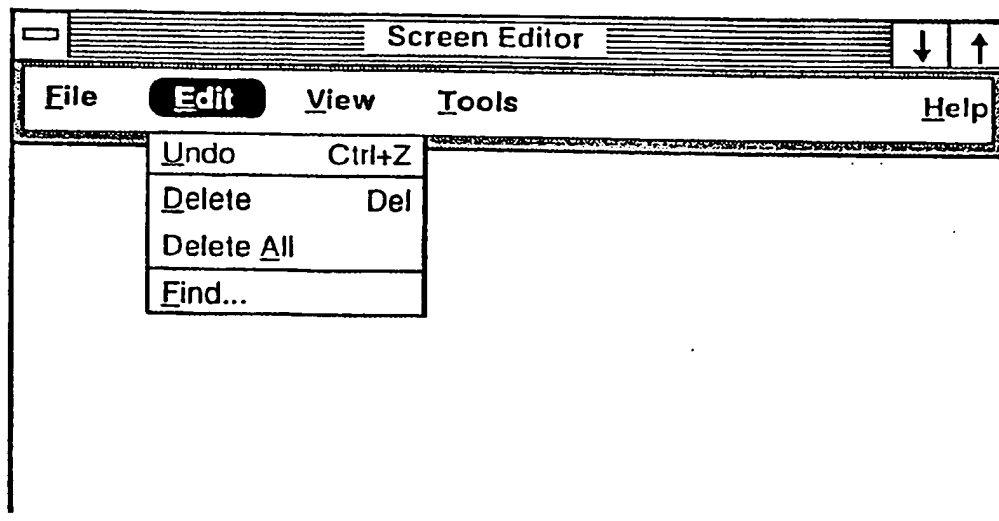 Screen Editor
File Edit View Tools Help
Undo Ctrl+Z
Delete Del
Delete All
Find...